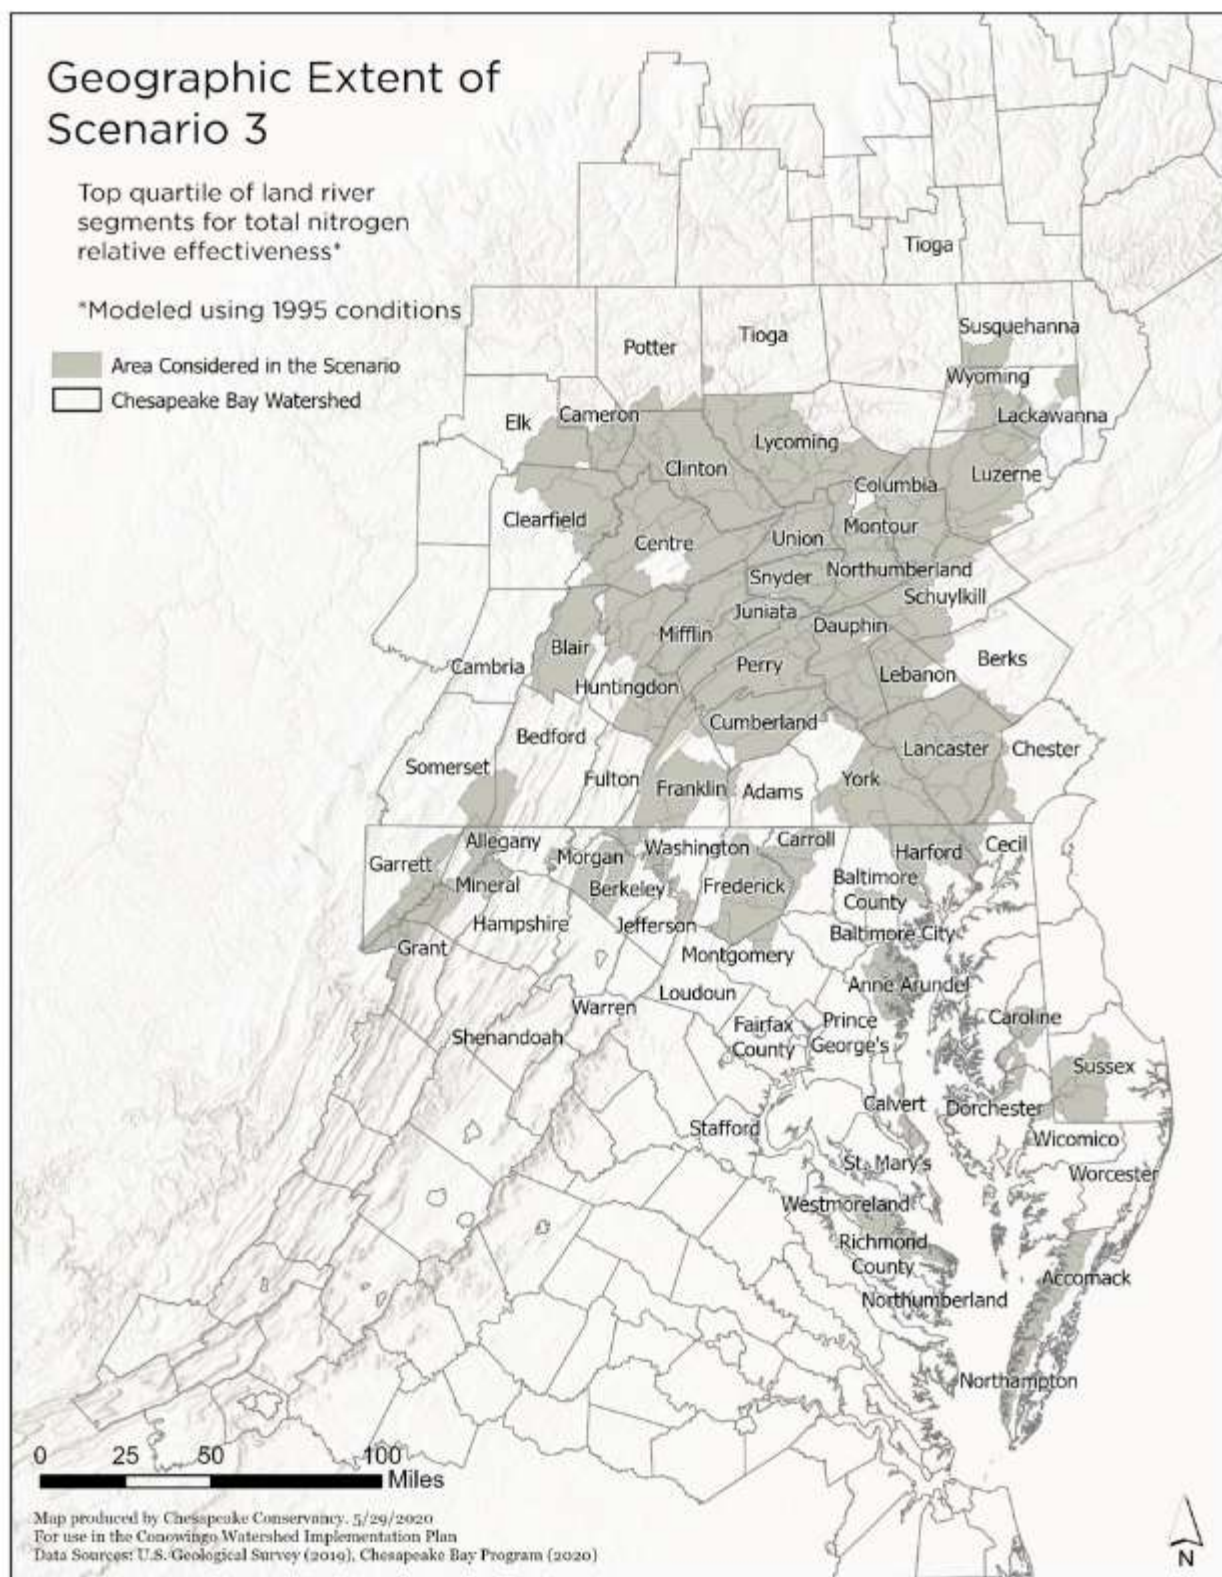 Geographic Extent of
Scenario 3
Top quartile of land river
segments for total nitrogen
relative effectiveness*
*Modeled using 1995 conditions
Area Considered in the Scenario
Chesapeake Bay Watershed
Tioga
Susquehanna
Tioga
Potter
Wyoming
Lackawanna
Cameron
Elk
Lycoming
Clinton
Luzerne
Columbia
Clearfield
Montour
Union
Centre
Northumberland
Snyder
Schuylkill
Juniata
Dauphin
Mifflin
Blair
Berks
Perry
Cambria
Lebanon
Huntingdon
Cumberland
Bedford
Lancaster
Chester
Somerset
Fulton
York
Franklin
Adams
Allegany
Carroll
Cecil
Washington
Harford
Morgan
Garrett
Baltimore
County
Mineral
Berkeley
Frederick
Hampshire
Jefferson
Baltimore City
Grant
Montgomery
Anne Arundel
Loudoun
Warren
Caroline
Prince
George's
Fairfax
County
Shenandoah
Sussex
Calvert
Dorchester
Stafford
Wicomico
St. Mary's
Worcester
Westmoreland
Richmond
County
Accomack
Northumberland
Northampton
0 25 50 100
Miles
Map produced by Chesapeake Conservancy. 5/29/2020
For use in the Conowingo Watershed Implementation Plan
Data Sources: U.S. Geological Survey (2019), Chesapeake Bay Program (2020)
N